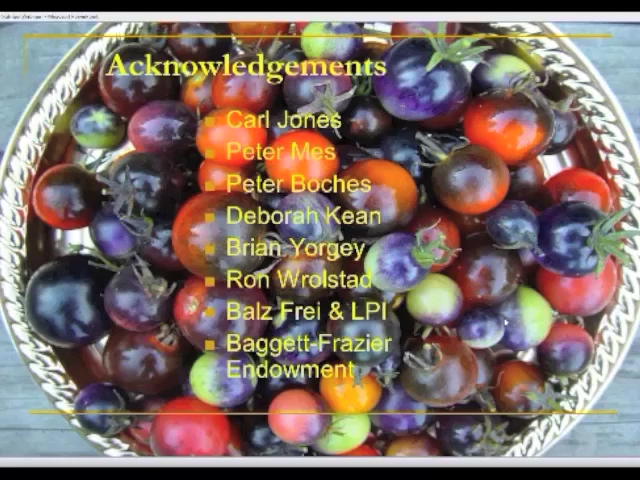 Acknowledgements
Carl Jones
Peter Mes
Peter Boches
Deborah Kean
Brian Yorgey
Ron Wrolstad
Balz Frei & LPI
Baggett-Frazier
Endowment